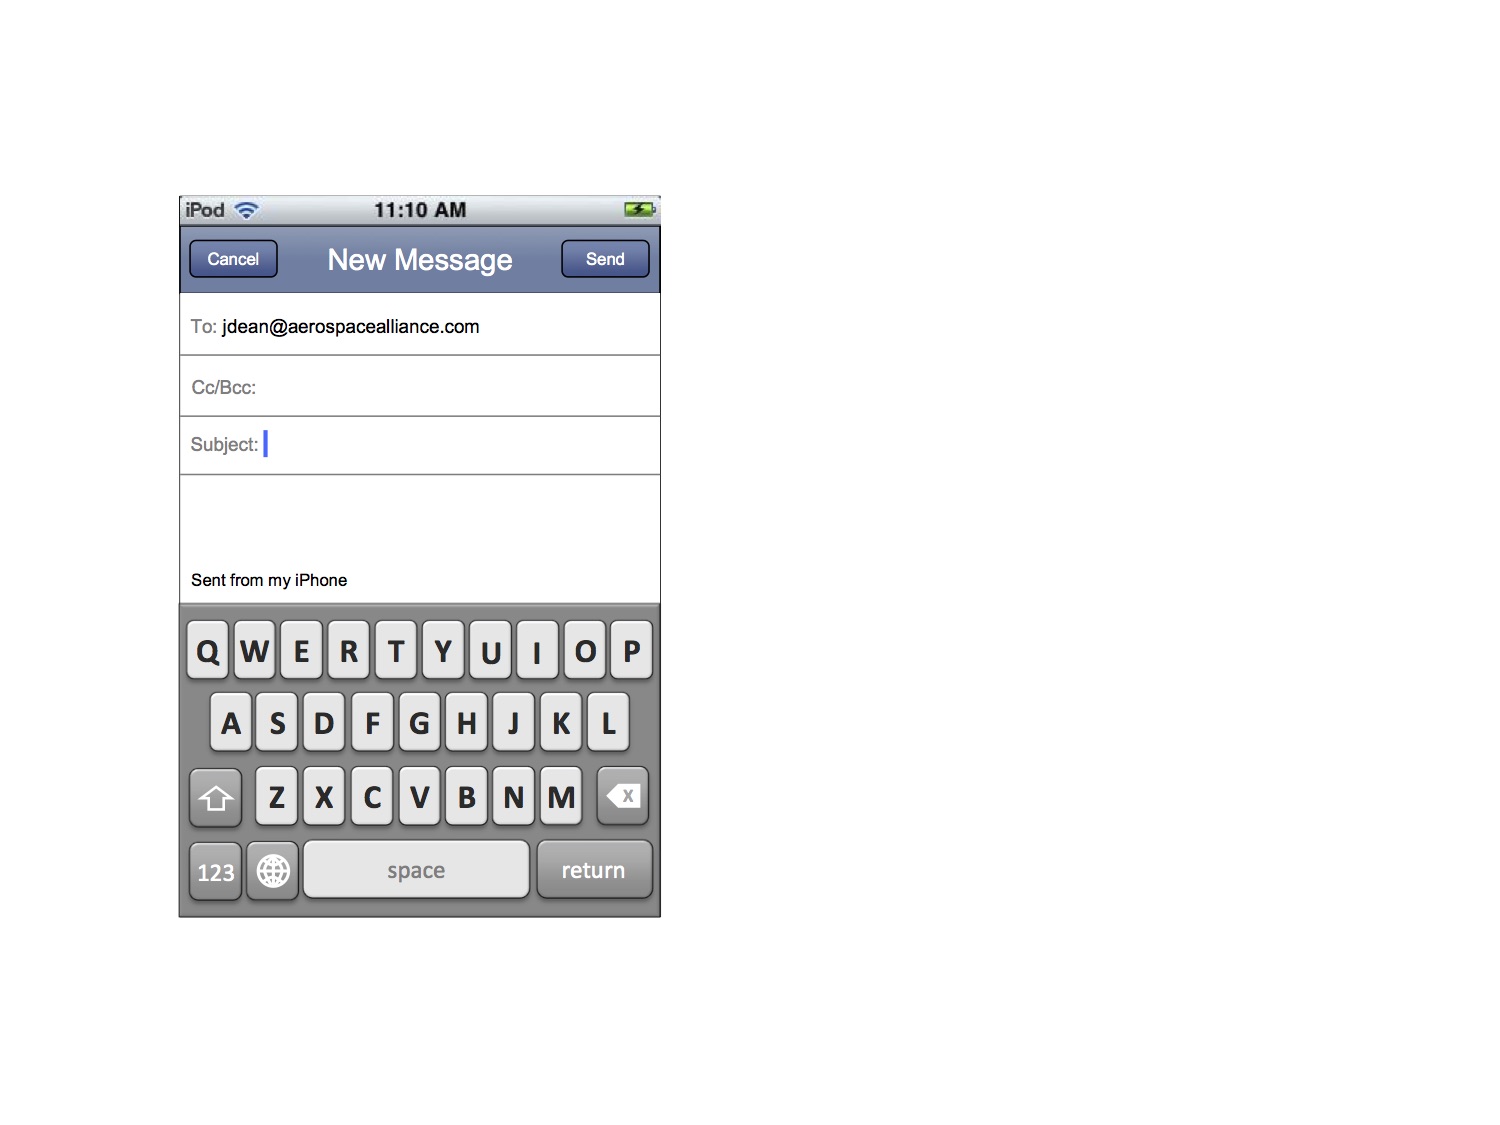 iPod 11:10 AM
Cancel New Message Send
To: jdean@aerospacealliance.com
Cc/Bcc:
Subject:
Sent from my iPhone
Q W E R T Y U I O P
A S D F G H J K L
Z X C V B N M X
123 space return